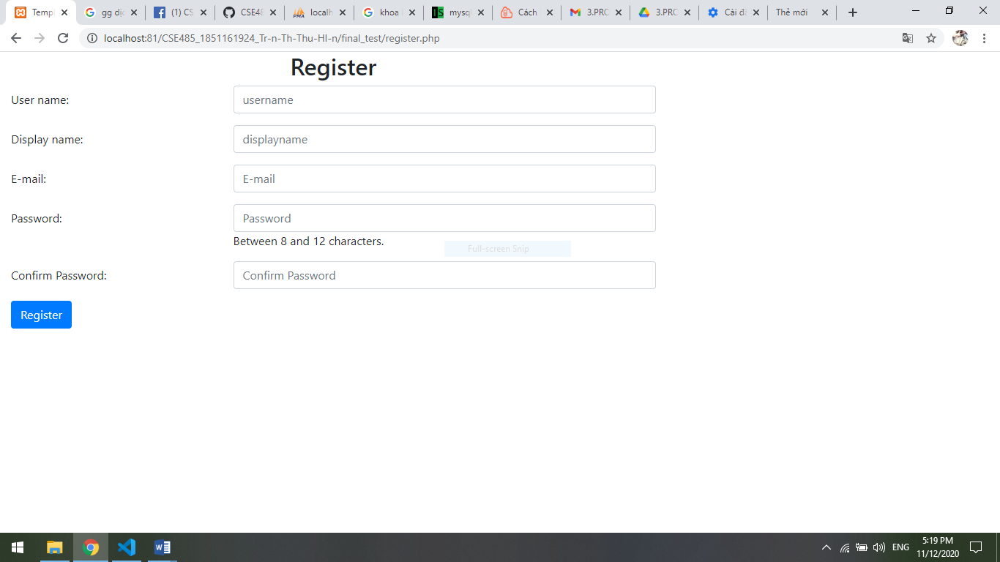 Templ
gg dịc
(1) CS
CSE48
localh
khoa
mysq
Cách
3.PRC
3.PRC
Cài đặ
Thẻ mới
localhost:81/CSE485_1851161924_Tr-n-Th-Thu-HI-n/final_test/register.php
Register
User name:
username
Display name:
displayname
E-mail:
E-mail
Password:
Password
Between 8 and 12 characters.
Full-screen Snip
Confirm Password:
Confirm Password
Register
ENG
5:19 PM
11/12/2020